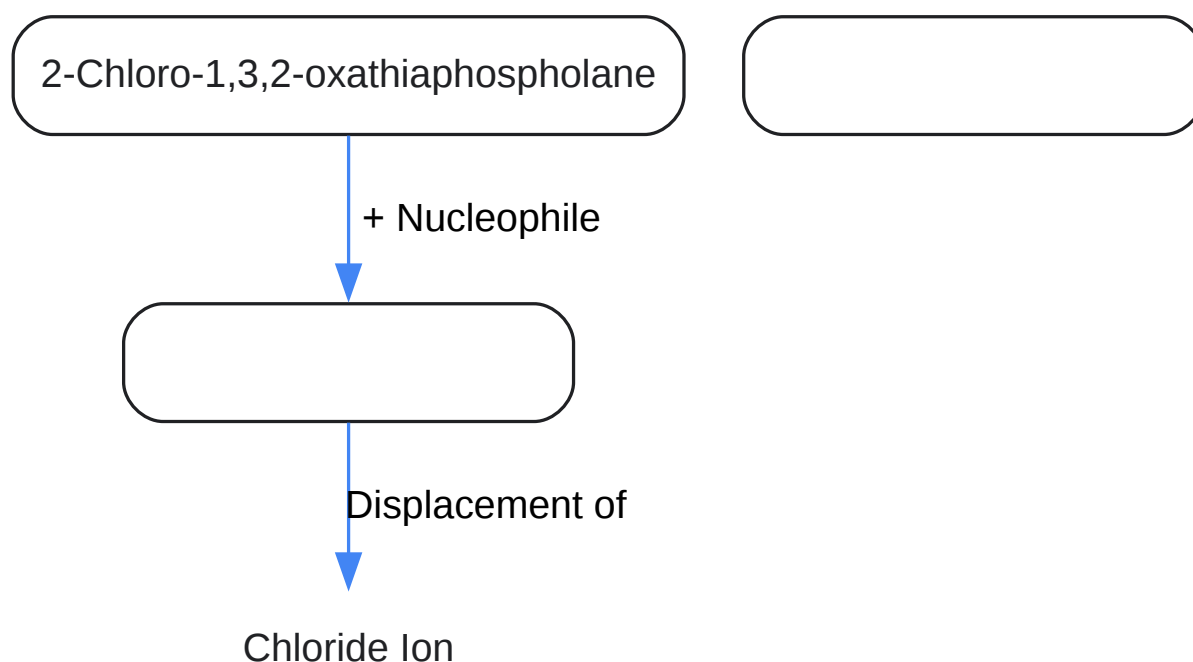 2-Chloro-1,3,2-oxathiaphospholane
+ Nucleophile
Displacement of
Chloride Ion